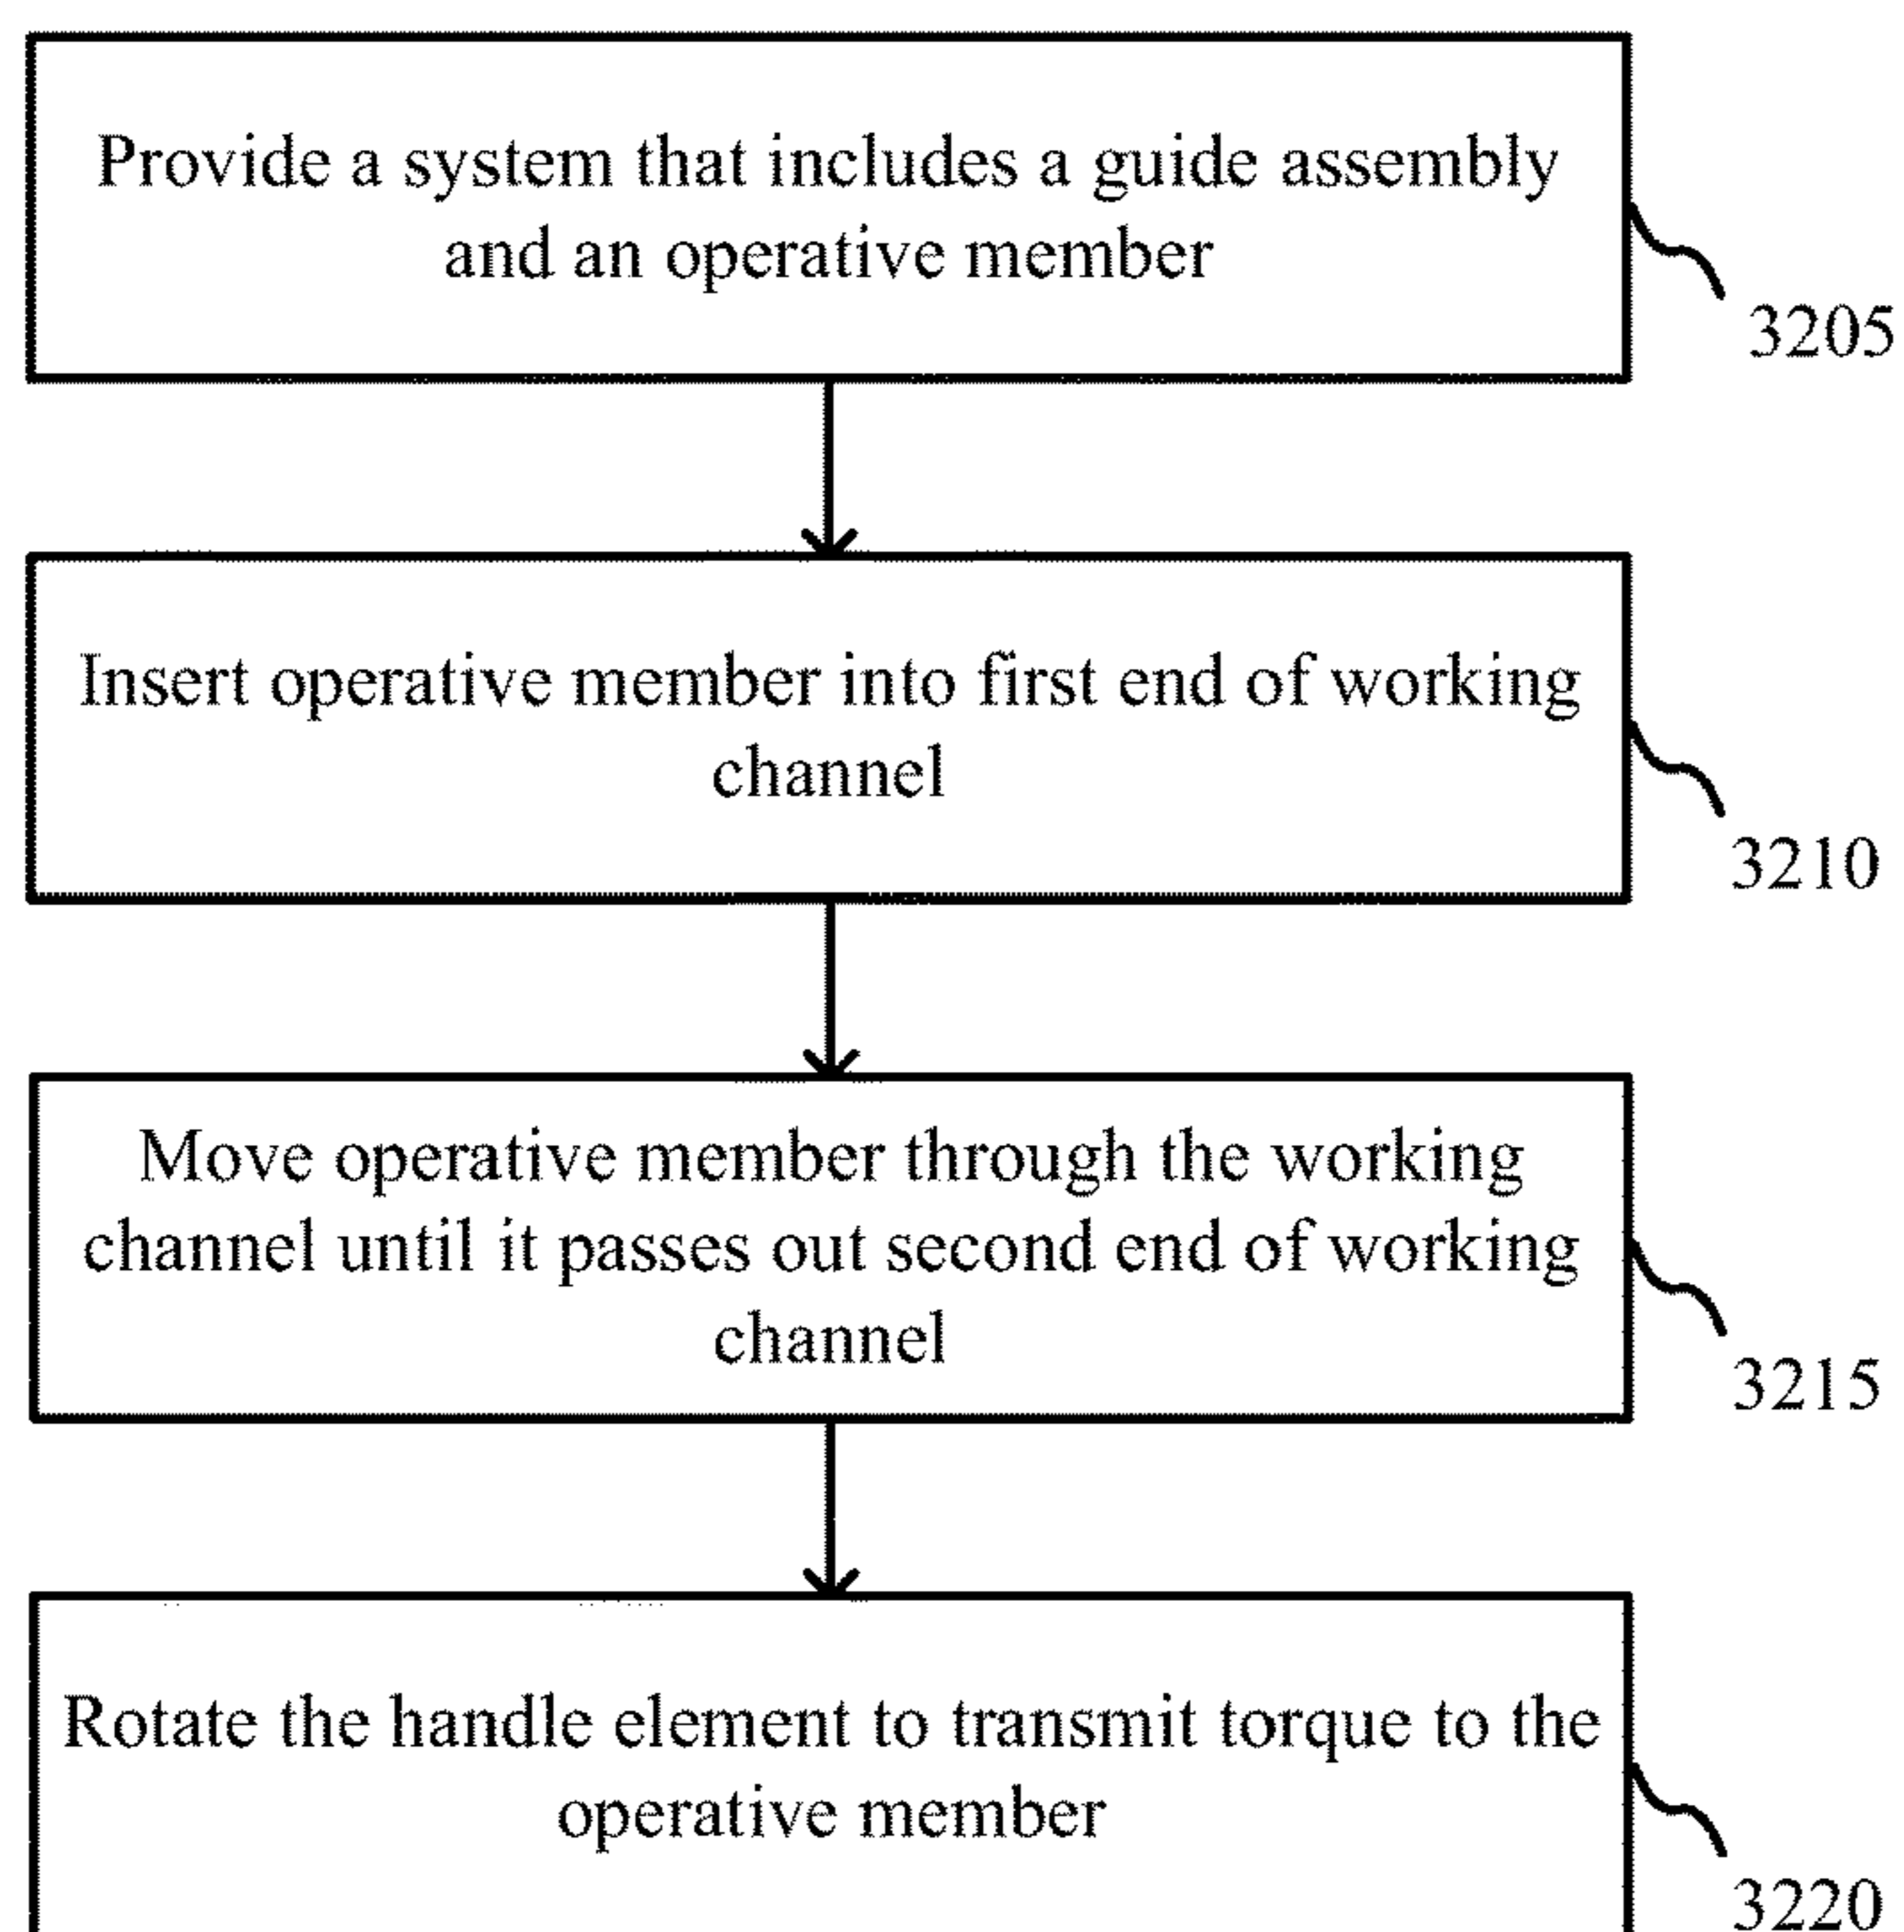 Provide a system that includes a guide assembly
and an operative member
3205
Insert operative member into first end of working
channel
3210
Move operative member through the working
channel until it passes out second end of working
channel
3215
Rotate the handle element to transmit torque to the
operative member
3220